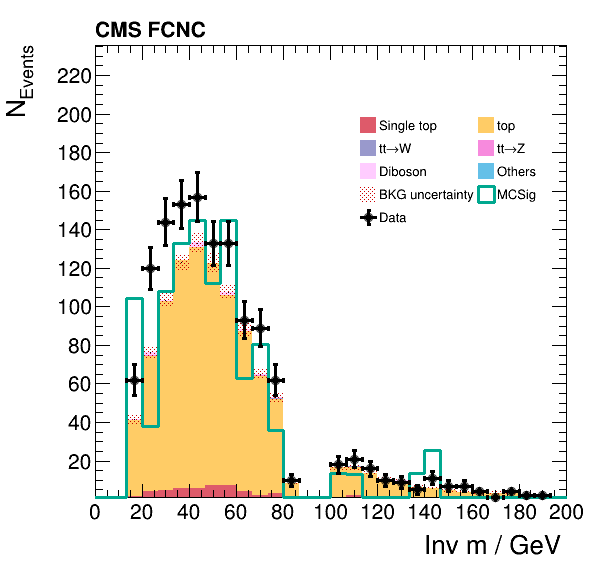 CMS FCNC
N_Events
220
200
180
160
140
120
100
80
60
40
20
Single top
top
tt→W
tt→Z
Diboson
Others
BKG uncertainty
MCSig
Data
0 20 40 60 80 100 120 140 160 180 200
Inv m / GeV